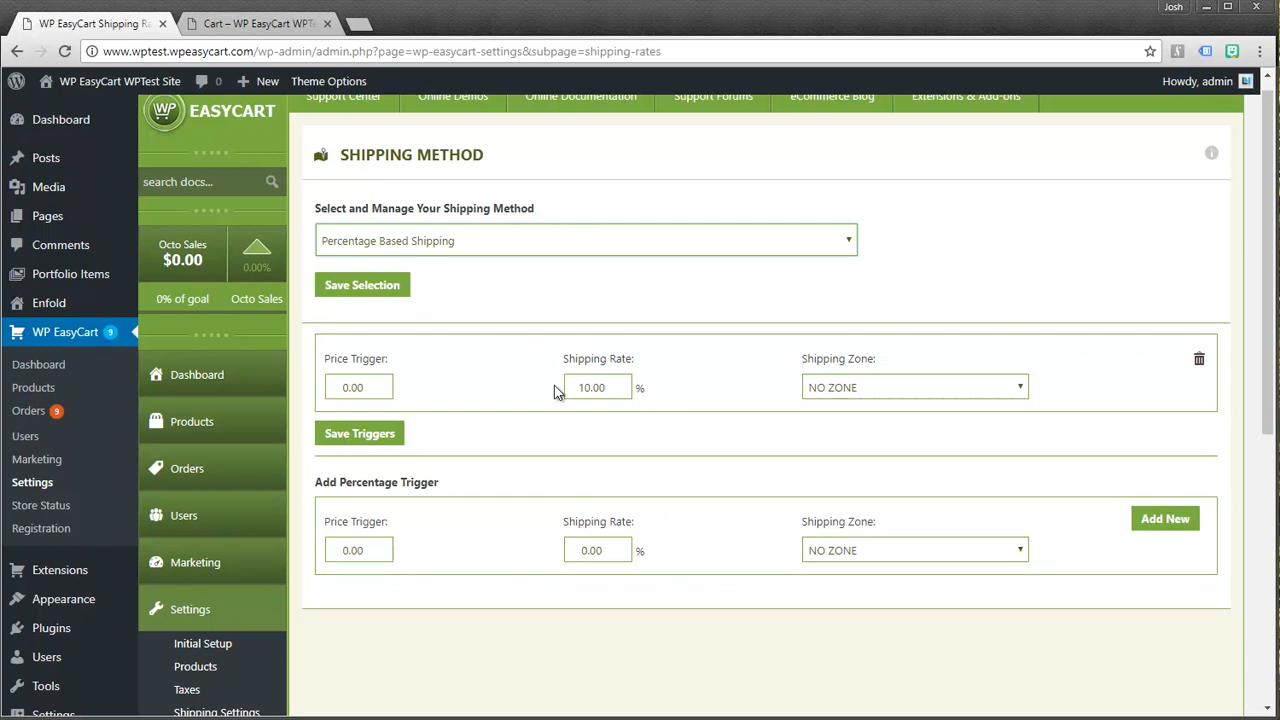 Josh
WP EasyCart Shipping Ra
Cart – WP EasyCart WPTe
www.wptest.wpeasycart.com/wp-admin/admin.php?page=wp-easycart-settings&subpage=shipping-rates
WP EasyCart WPTest Site
0
New
Theme Options
Howdy, admin
Support Center
Online Demos
Online Documentation
Support Forums
eCommerce Blog
Extensions & Add-ons
Dashboard
Posts
Media
Pages
Comments
Portfolio Items
Enfold
WP EasyCart 9
Dashboard
Products
Orders 9
Users
Marketing
Settings
Store Status
Registration
Extensions
Appearance
Plugins
Users
Tools
Settings
WP EASYCART
search docs...
Octo Sales
$0.00
0.00%
0% of goal
Octo Sales
Dashboard
Products
Orders
Users
Marketing
Settings
Initial Setup
Products
Taxes
Shipping Settings
SHIPPING METHOD
Select and Manage Your Shipping Method
Percentage Based Shipping
Save Selection
Price Trigger:
Shipping Rate:
Shipping Zone:
0.00
10.00 %
NO ZONE
Save Triggers
Add Percentage Trigger
Price Trigger:
Shipping Rate:
Shipping Zone:
Add New
0.00
0.00 %
NO ZONE